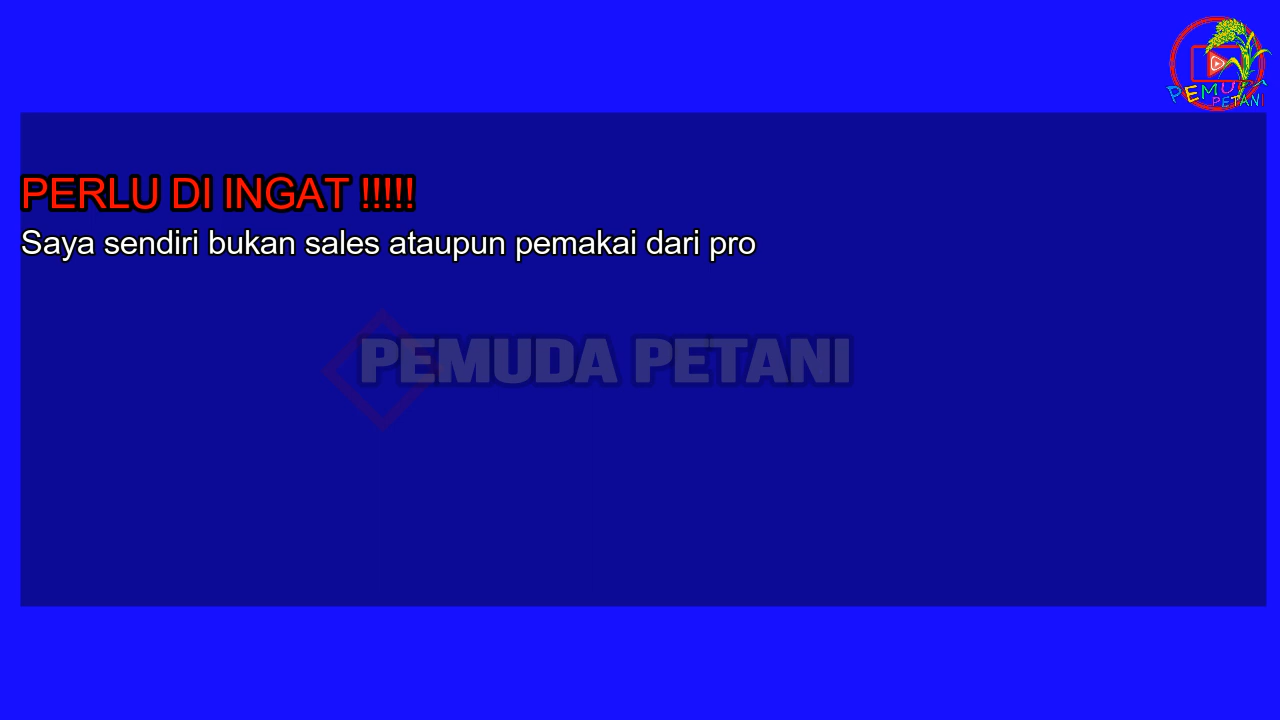 PEMUDA
PETANI
PERLU DI INGAT !!!!!
Saya sendiri bukan sales ataupun pemakai dari pro
PEMUDA PETANI